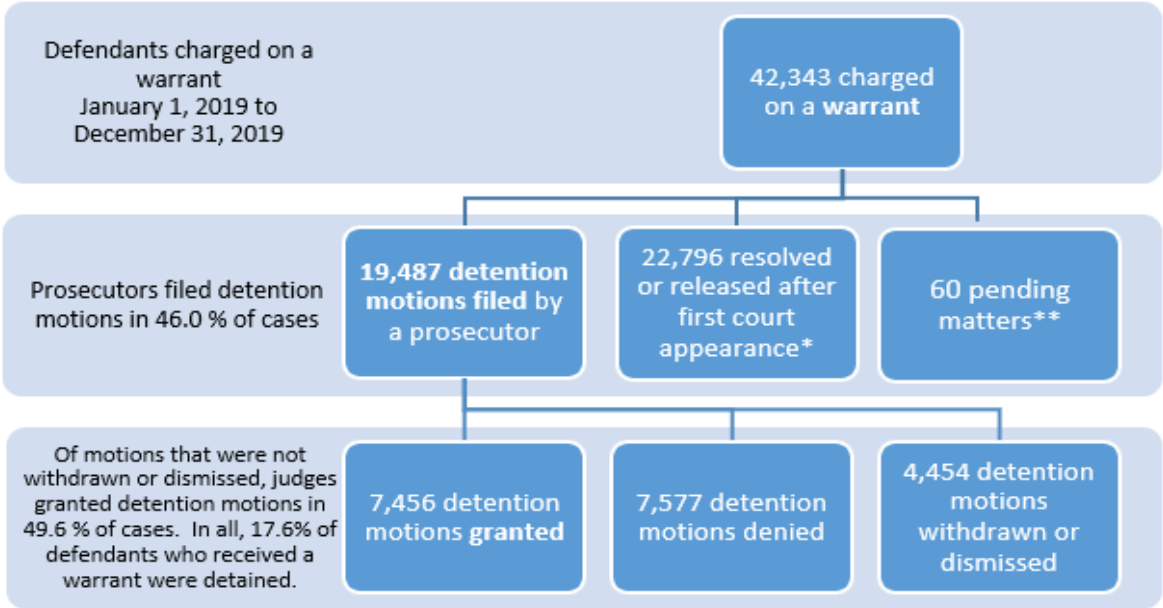 Defendants charged on a
warrant
January 1, 2019 to
December 31, 2019
42,343 charged
on a warrant
Prosecutors filed detention
motions in 46.0 % of cases
19,487 detention
motions filed by
a prosecutor
22,796 resolved
or released after
first court
appearance*
60 pending
matters**
Of motions that were not
withdrawn or dismissed, judges
granted detention motions in
49.6 % of cases.  In all, 17.6% of
defendants who received a
warrant were detained.
7,456 detention
motions granted
7,577 detention
motions denied
4,454 detention
motions
withdrawn or
dismissed